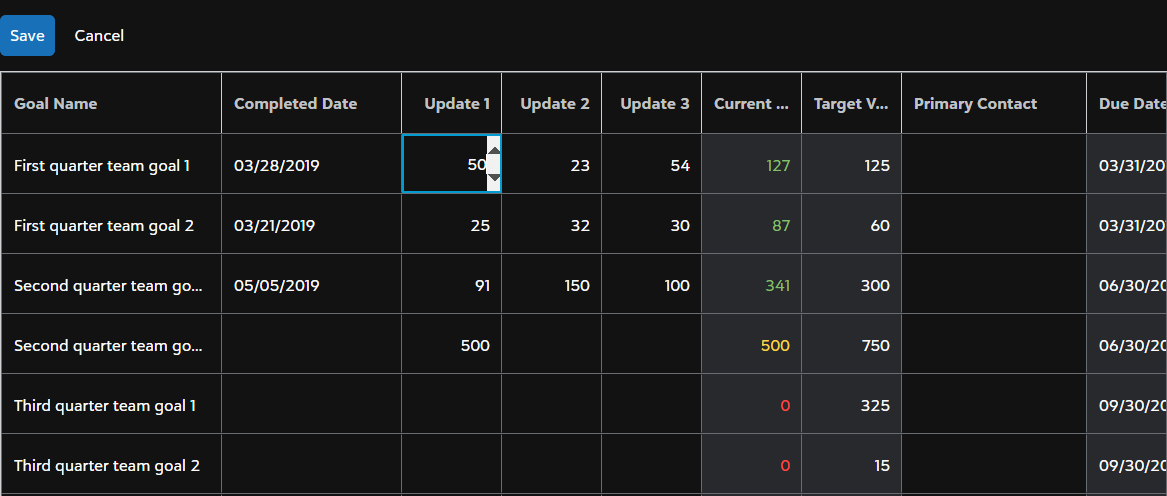 Save Cancel
Goal Name Completed Date Update 1 Update 2 Update 3 Current ... Target V... Primary Contact Due Date
First quarter team goal 1 03/28/2019 50 23 54 127 125 03/31/20
First quarter team goal 2 03/21/2019 25 32 30 87 60 03/31/20
Second quarter team go... 05/05/2019 91 150 100 341 300 06/30/20
Second quarter team go... 500 500 750 06/30/20
Third quarter team goal 1 0 325 09/30/20
Third quarter team goal 2 0 15 09/30/20